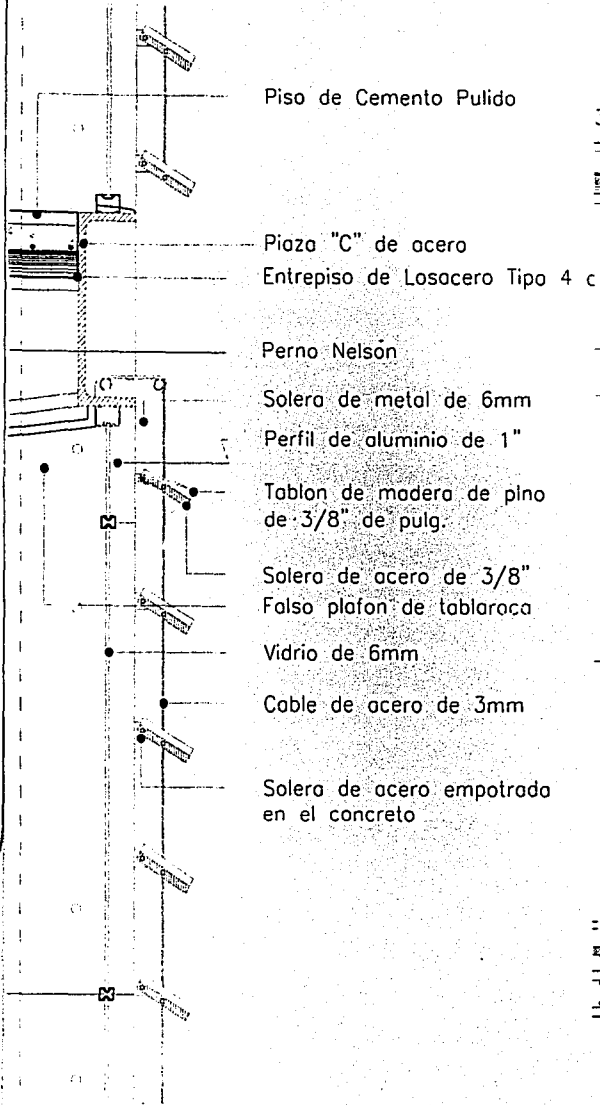 Piso de Cemento Pulido
Piaza "C" de acero
Entrepiso de Losacero Tipo 4 c
Perno Nelson
Solera de metal de 6mm
Perfil de aluminio de 1"
Tablon de madera de pino
de 3/8" de pulg.
Solera de acero de 3/8"
Falso plafon de tablaroca
Vidrio de 6mm
Cable de acero de 3mm
Solera de acero empotrada
en el concreto